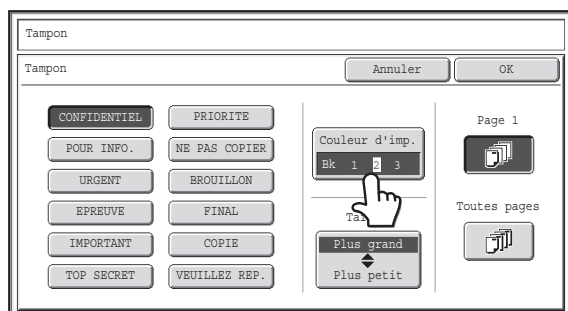 Tampon
Tampon
Annuler
OK
CONFIDENTIEL
PRIORITE
POUR INFO.
NE PAS COPIER
URGENT
BROUILLON
EPREUVE
FINAL
IMPORTANT
COPIE
TOP SECRET
VEUILLEZ REP.
Couleur d'imp.
Bk 1 2 3
Plus grand
Plus petit
Page 1
Toutes pages